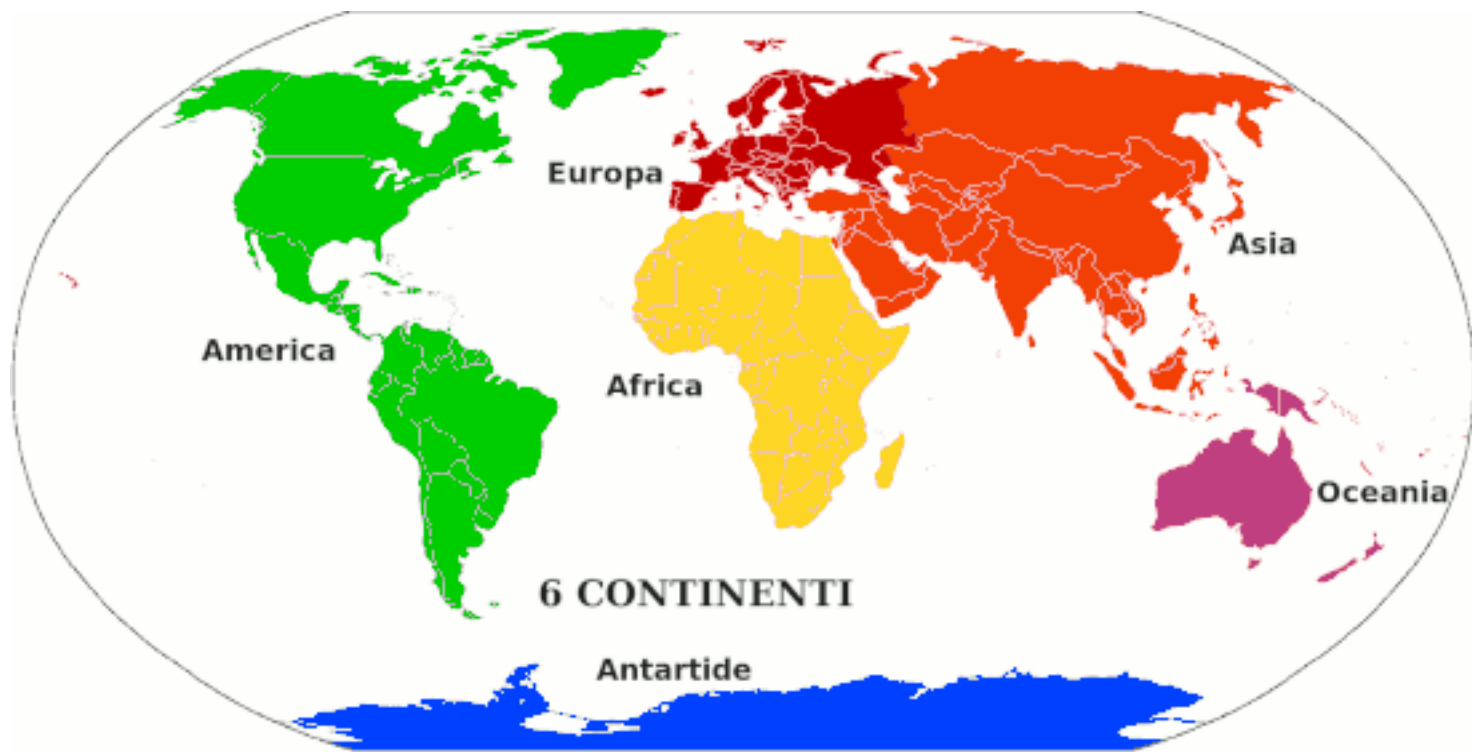 Europa
Asia
America
Africa
Oceania
6 CONTINENTI
Antartide